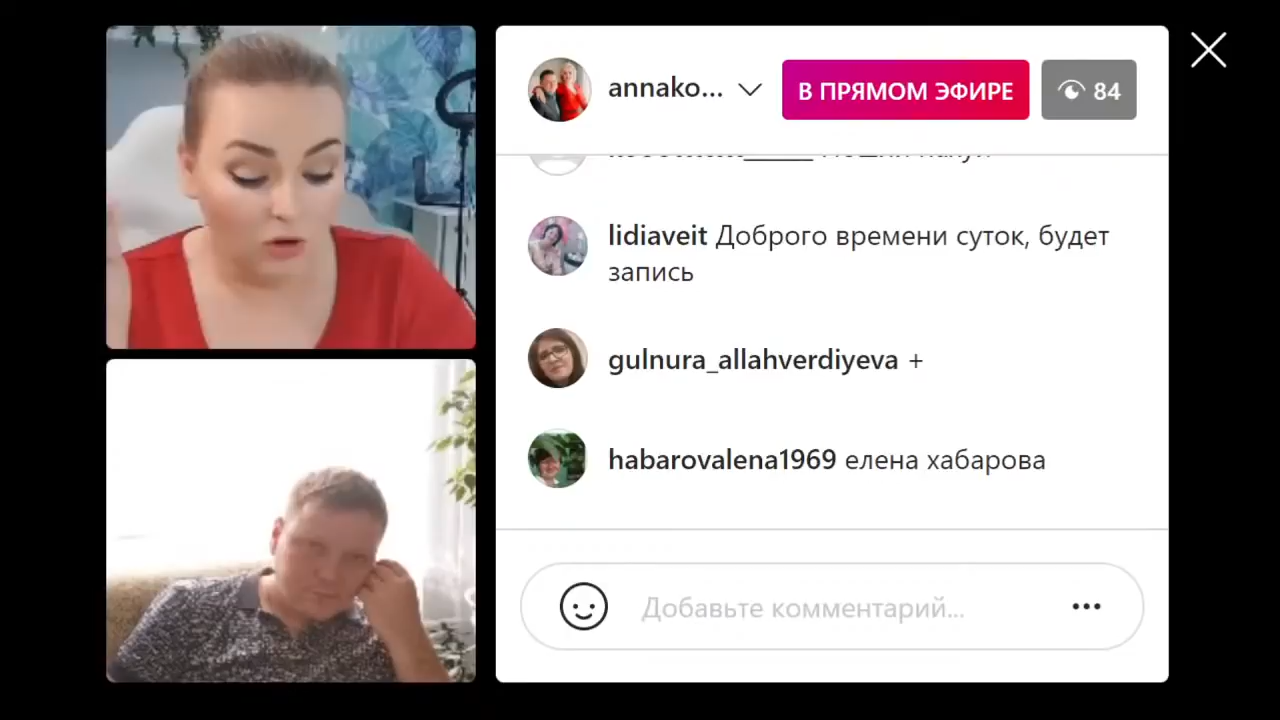 annako...
В ПРЯМОМ ЭФИРЕ
84
lidiaveit Доброго времени суток, будет
запись
gulnura_allahverdiyeva +
habarovalena1969 елена хабарова
Добавьте комментарий...